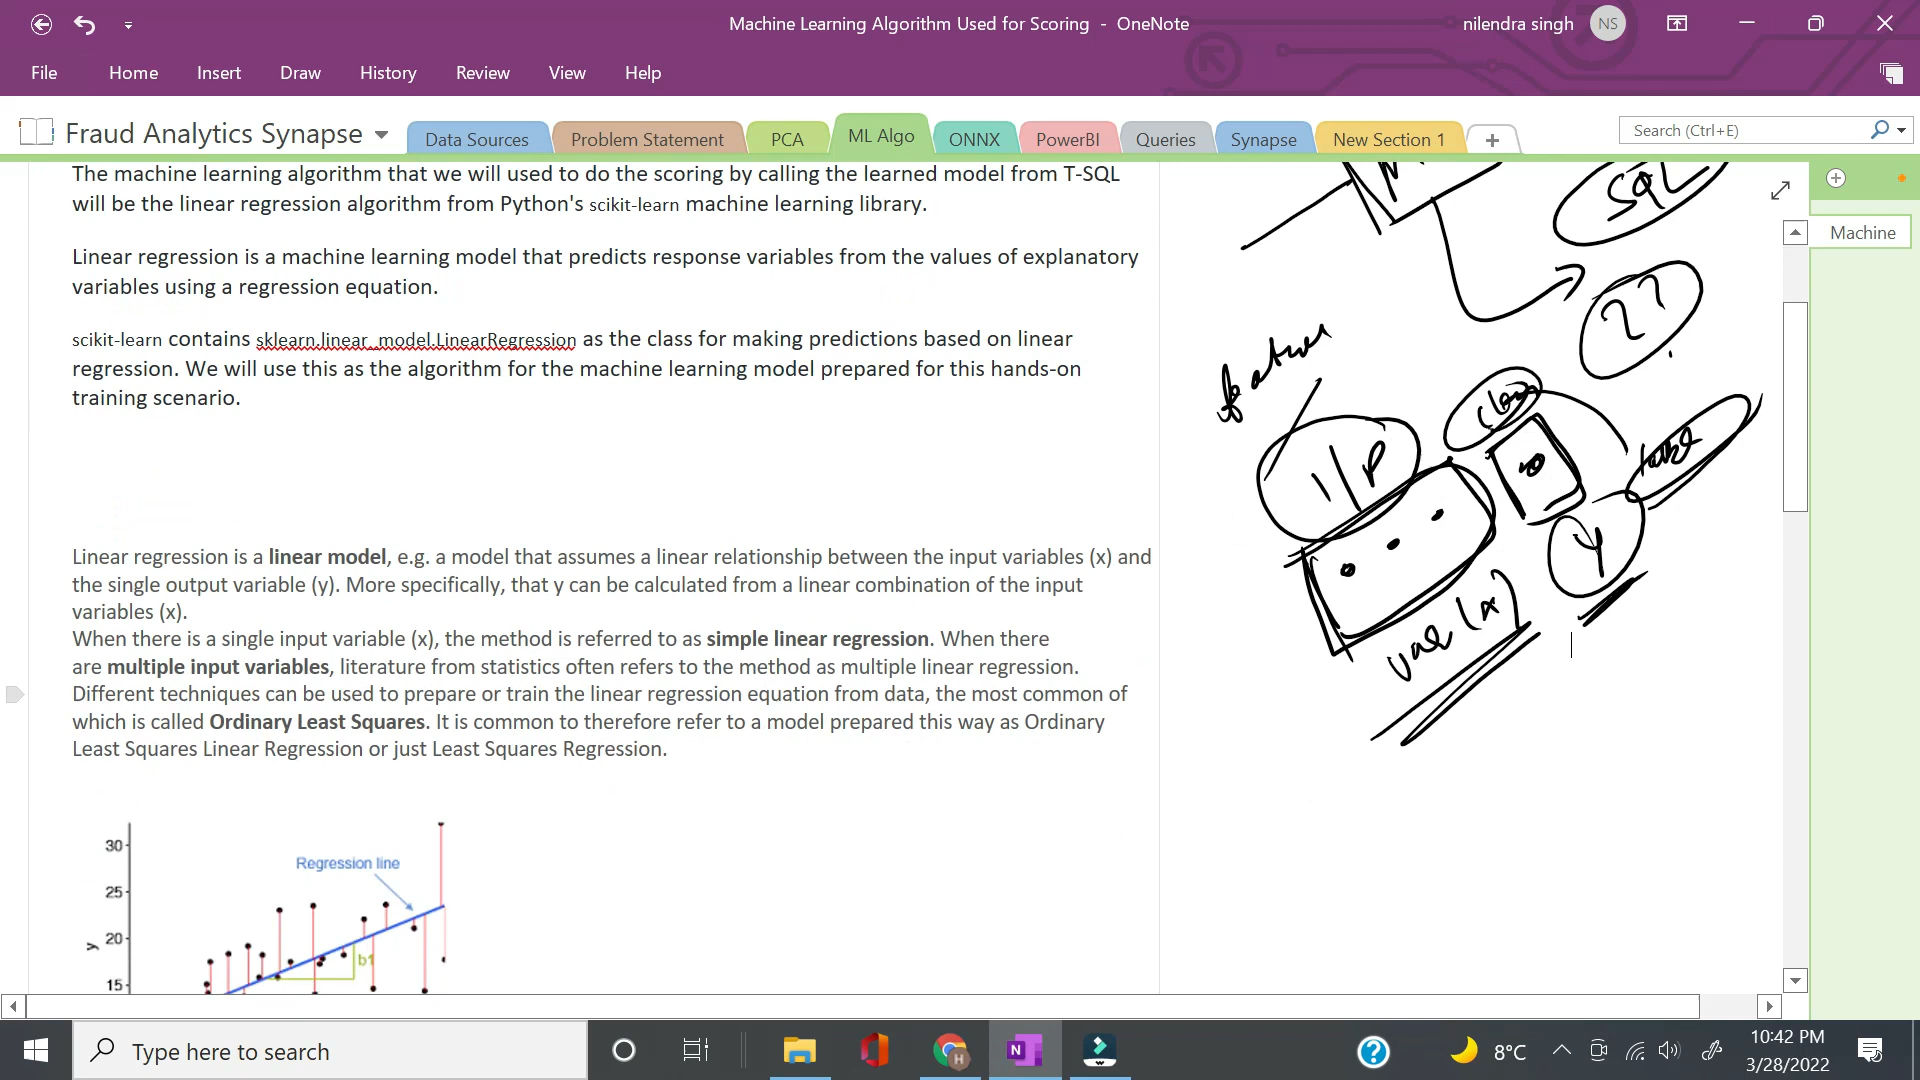 Machine Learning Algorithm Used for Scoring - OneNote
nilendra singh
NS
File
Home
Insert
Draw
History
Review
View
Help
Fraud Analytics Synapse
Data Sources
Problem Statement
PCA
ML Algo
ONNX
PowerBI
Queries
Synapse
New Section 1
Search (Ctrl+E)
Machine
The machine learning algorithm that we will used to do the scoring by calling the learned model from T-SQL
will be the linear regression algorithm from Python's scikit-learn machine learning library.
Linear regression is a machine learning model that predicts response variables from the values of explanatory
variables using a regression equation.
scikit-learn contains sklearn.linear_model.LinearRegression as the class for making predictions based on linear
regression. We will use this as the algorithm for the machine learning model prepared for this hands-on
training scenario.
SQL
??
feature
I/P
Y
var (x)
Linear regression is a linear model, e.g. a model that assumes a linear relationship between the input variables (x) and
the single output variable (y). More specifically, that y can be calculated from a linear combination of the input
variables (x).
When there is a single input variable (x), the method is referred to as simple linear regression. When there
are multiple input variables, literature from statistics often refers to the method as multiple linear regression.
Different techniques can be used to prepare or train the linear regression equation from data, the most common of
which is called Ordinary Least Squares. It is common to therefore refer to a model prepared this way as Ordinary
Least Squares Linear Regression or just Least Squares Regression.
30
Regression line
25
y
20
b1
15
Type here to search
8°C
10:42 PM
3/28/2022